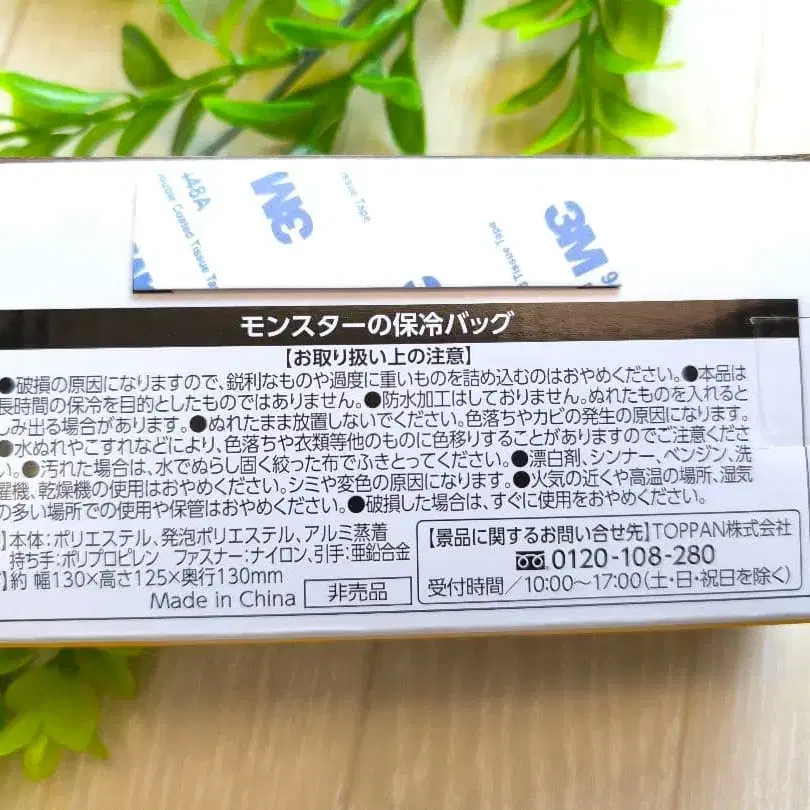 448A
3M
Double Coated Tissue Tape
Tissue Tape
3M
Tissue Tape
モンスターの保冷バッグ
【お取り扱い上の注意】
●破損の原因になりますので、鋭利なものや過度に重いものを詰め込むのはおやめください。●本品は
長時間の保冷を目的としたものではありません。●防水加工はしておりません。ぬれたものを入れると
しみ出る場合があります。●ぬれたまま放置しないでください。色落ちやカビの発生の原因になります。
●水ぬれやこすれなどにより、色落ちや衣類等他のものに色移りすることがありますのでご注意くださ
い。●汚れた場合は、水でぬらし固く絞った布でふきとってください。●漂白剤、シンナー、ベンジン、洗
濯機、乾燥機の使用はおやめください。シミや変色の原因になります。●火気の近くや高温の場所、湿気
の多い場所での使用や保管はおやめください。●破損した場合は、すぐに使用をおやめください。
】本体:ポリエステル、発泡ポリエステル、アルミ蒸着
持ち手:ポリプロピレン ファスナー:ナイロン、引手:亜鉛合金
】約 幅130×高さ125×奥行130mm
Made in China 非売品
【景品に関するお問い合せ先】TOPPAN株式会社
0120-108-280
受付時間/10:00~17:00(土・日・祝日を除く)